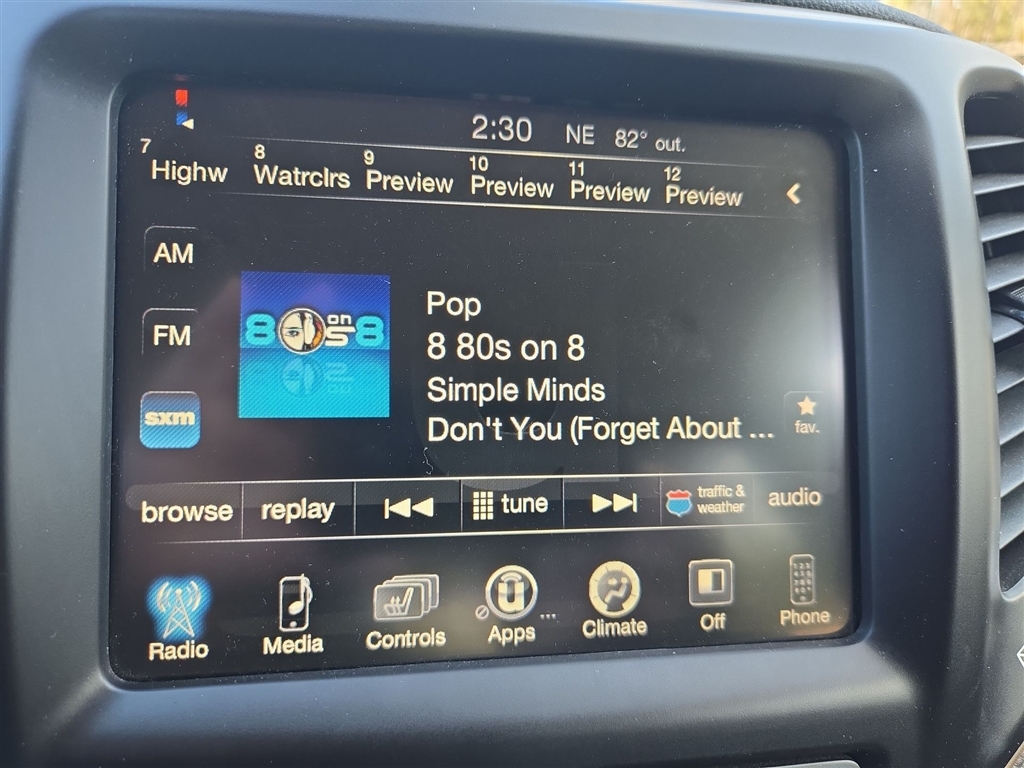 2:30 NE 82° out.
7 8 9 10 11 12
Highw Watrclrs Preview Preview Preview Preview
AM
FM
sxm
80s on 8
Pop
8 80s on 8
Simple Minds
Don't You (Forget About ...
fav.
browse replay tune traffic & weather audio
Radio Media Controls Apps ... Climate Off Phone